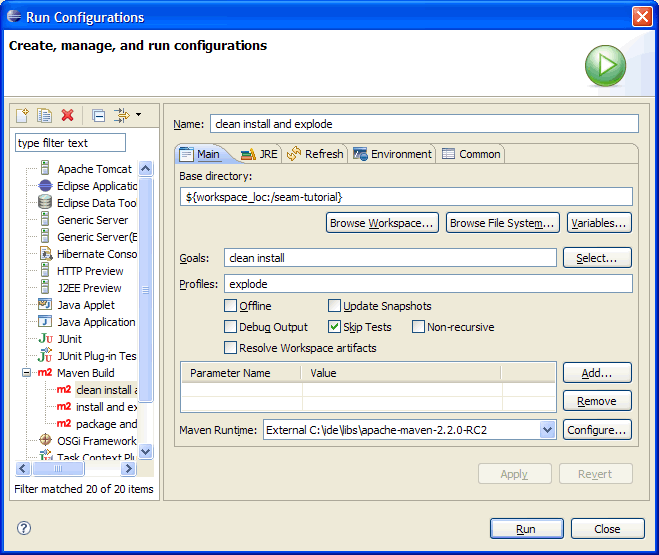 Run Configurations
Create, manage, and run configurations
type filter text
Apache Tomcat
Eclipse Applicatio
Eclipse Data Tool
Generic Server
Generic Server(E
Hibernate Conso
HTTP Preview
J2EE Preview
Java Applet
Java Application
Ju JUnit
Ju JUnit Plug-in Tes
m2 Maven Build
m2 clean install a
m2 install and ex
m2 package and
OSGi Framework
Task Context Plu
Filter matched 20 of 20 items
Name: clean install and explode
Main JRE Refresh Environment Common
Base directory:
${workspace_loc:/seam-tutorial}
Browse Workspace... Browse File System... Variables...
Goals: clean install Select...
Profiles: explode
Offline Update Snapshots
Debug Output Skip Tests Non-recursive
Resolve Workspace artifacts
Parameter Name Value Add...
Remove
Maven Runtime: External C:\jde\libs\apache-maven-2.2.0-RC2 Configure...
Apply Revert
? Run Close